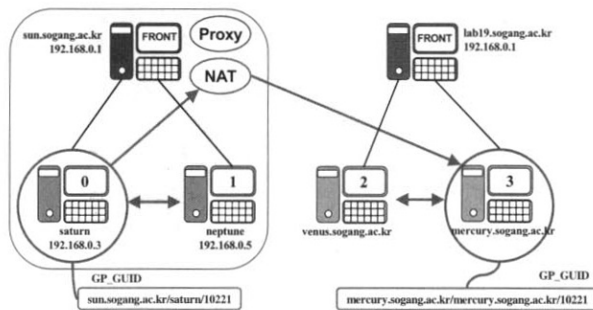 sun.sogang.ac.kr
192.168.0.1
FRONT
Proxy
NAT
FRONT
lab19.sogang.ac.kr
192.168.0.1
0
saturn
192.168.0.3
1
neptune
192.168.0.5
2
venus.sogang.ac.kr
3
mercury.sogang.ac.kr
GP_GUID
sun.sogang.ac.kr/saturn/10221
GP_GUID
mercury.sogang.ac.kr/mercury.sogang.ac.kr/10221